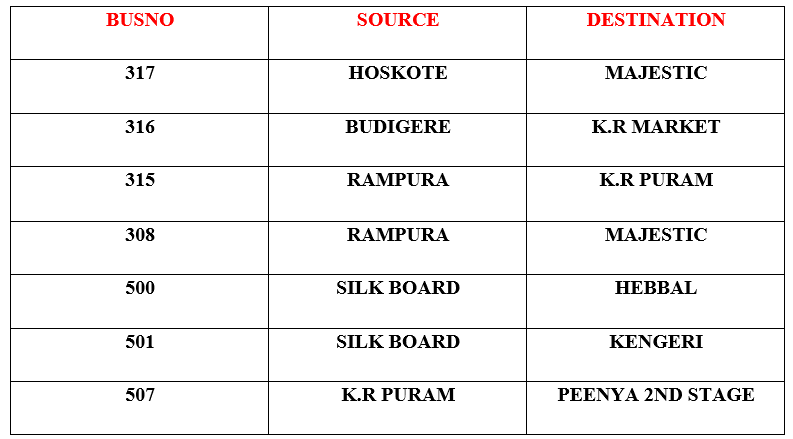 BUSNO SOURCE DESTINATION
317 HOSKOTE MAJESTIC
316 BUDIGERE K.R MARKET
315 RAMPURA K.R PURAM
308 RAMPURA MAJESTIC
500 SILK BOARD HEBBAL
501 SILK BOARD KENGERI
507 K.R PURAM PEENYA 2ND STAGE